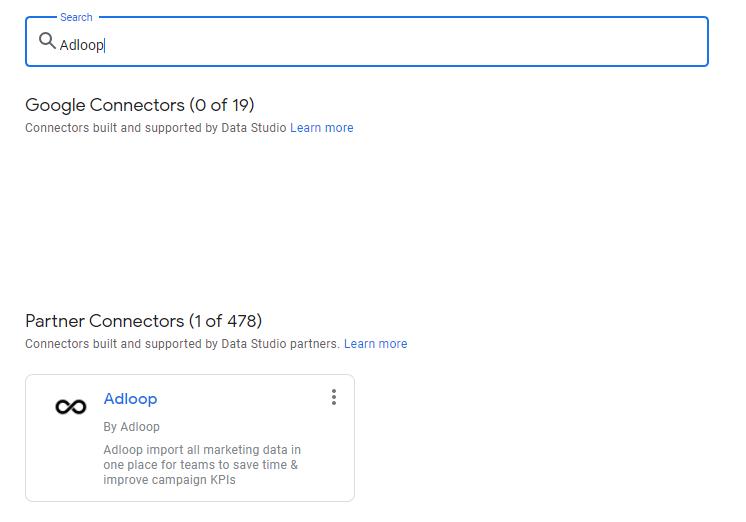 Search
Adloop
Google Connectors (0 of 19)
Connectors built and supported by Data Studio Learn more
Partner Connectors (1 of 478)
Connectors built and supported by Data Studio partners. Learn more
Adloop
By Adloop
Adloop import all marketing data in
one place for teams to save time &
improve campaign KPIs